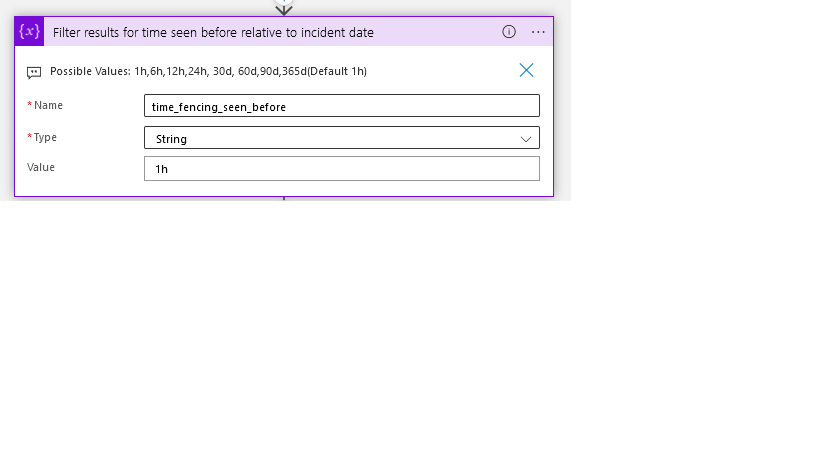 {x} Filter results for time seen before relative to incident date
Possible Values: 1h,6h,12h,24h, 30d, 60d,90d,365d(Default 1h)
* Name time_fencing_seen_before
* Type String
Value 1h